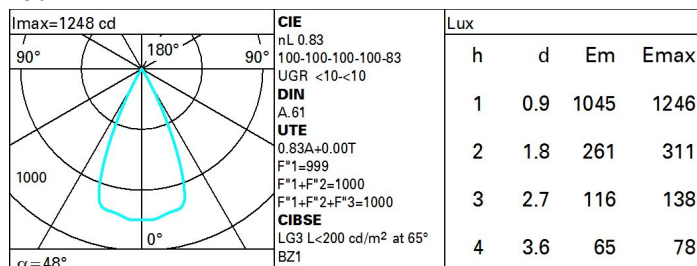 Imax=1248 cd
90° 180° 90°
1000
0°
α=48°
CIE
nL 0.83
100-100-100-100-83
UGR <10-<10
DIN
A.61
UTE
0.83A+0.00T
F"1=999
F"1+F"2=1000
F"1+F"2+F"3=1000
CIBSE
LG3 L<200 cd/m² at 65°
BZ1
Lux
h d Em Emax
1 0.9 1045 1246
2 1.8 261 311
3 2.7 116 138
4 3.6 65 78